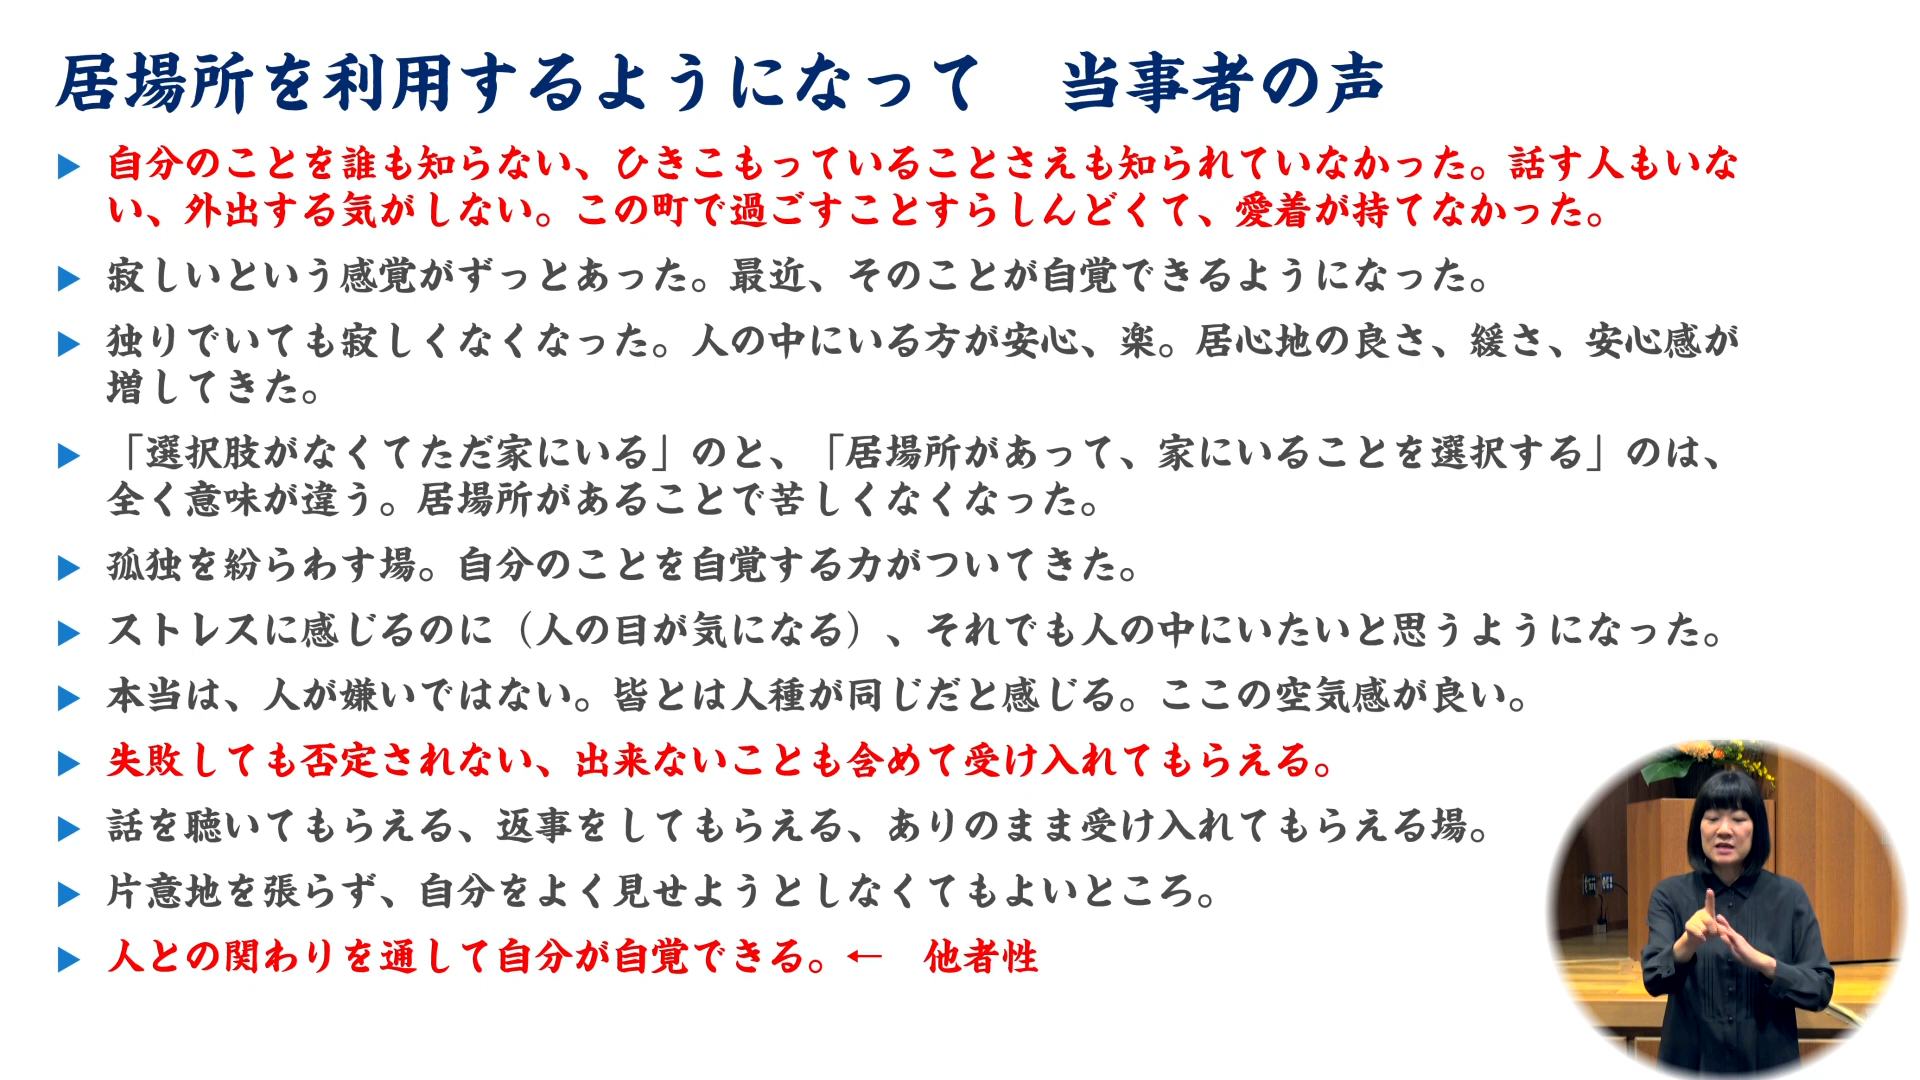 居場所を利用するようになって　当事者の声
自分のことを誰も知らない、ひきこもっていることさえも知られていなかった。話す人もいな
い、外出する気がしない。この町で過ごすことすらしんどくて、愛着が持てなかった。
寂しいという感覚がずっとあった。最近、そのことが自覚できるようになった。
独りでいても寂しくなくなった。人の中にいる方が安心、楽。居心地の良さ、緩さ、安心感が
増してきた。
「選択肢がなくてただ家にいる」のと、「居場所があって、家にいることを選択する」のは、
全く意味が違う。居場所があることで苦しくなくなった。
孤独を紛らわす場。自分のことを自覚する力がついてきた。
ストレスに感じるのに（人の目が気になる）、それでも人の中にいたいと思うようになった。
本当は、人が嫌いではない。皆とは人種が同じだと感じる。ここの空気感が良い。
失敗しても否定されない、出来ないことも含めて受け入れてもらえる。
話を聴いてもらえる、返事をしてもらえる、ありのまま受け入れてもらえる場。
片意地を張らず、自分をよく見せようとしなくてもよいところ。
人との関わりを通して自分が自覚できる。←　他者性